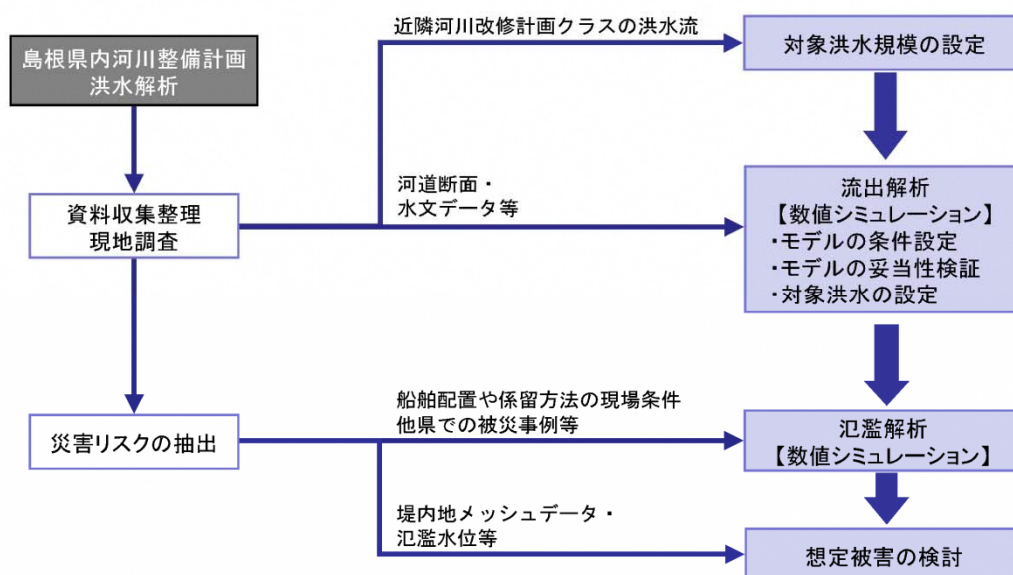 島根県内河川整備計画
洪水解析
近隣河川改修計画クラスの洪水流
対象洪水規模の設定
資料収集整理
現地調査
河道断面・
水文データ等
流出解析
【数値シミュレーション】
・モデルの条件設定
・モデルの妥当性検証
・対象洪水の設定
災害リスクの抽出
船舶配置や係留方法の現場条件
他県での被災事例等
氾濫解析
【数値シミュレーション】
堤内地メッシュデータ・
氾濫水位等
想定被害の検討